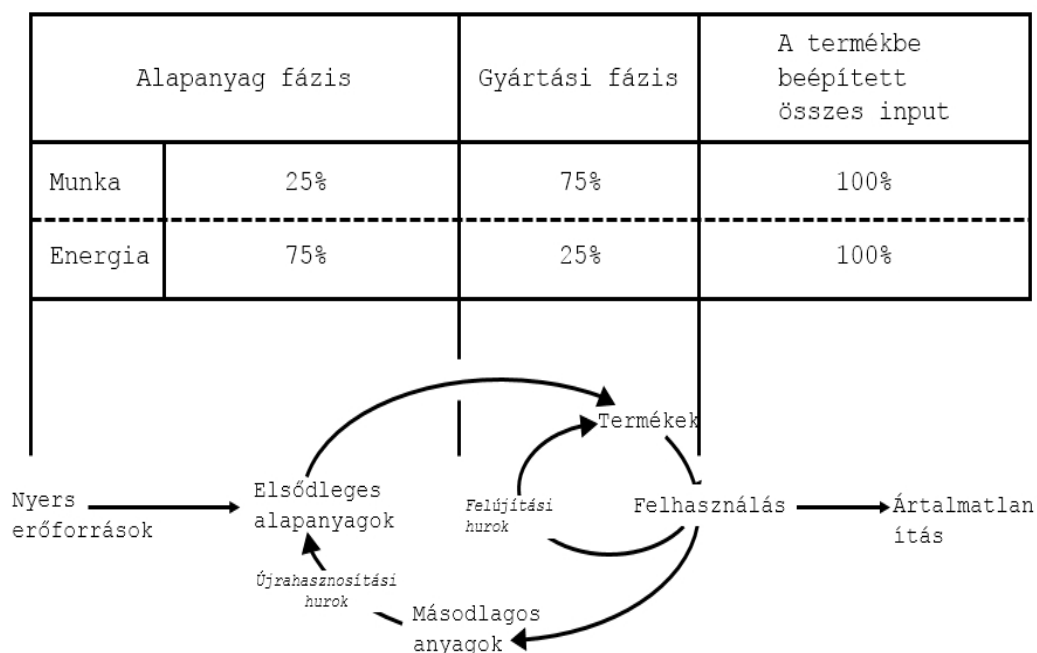 Alapanyag fázis
Gyártási fázis
A termékbe
beépített
összes input
Munka
25%
75%
100%
Energia
75%
25%
100%
Termékek
Nyers
erőforrások
Elsődleges
alapanyagok
Felújítási
hurok
Felhasználás
Ártalmatlan
ítás
Újrahasznosítási
hurok
Másodlagos
anyagok